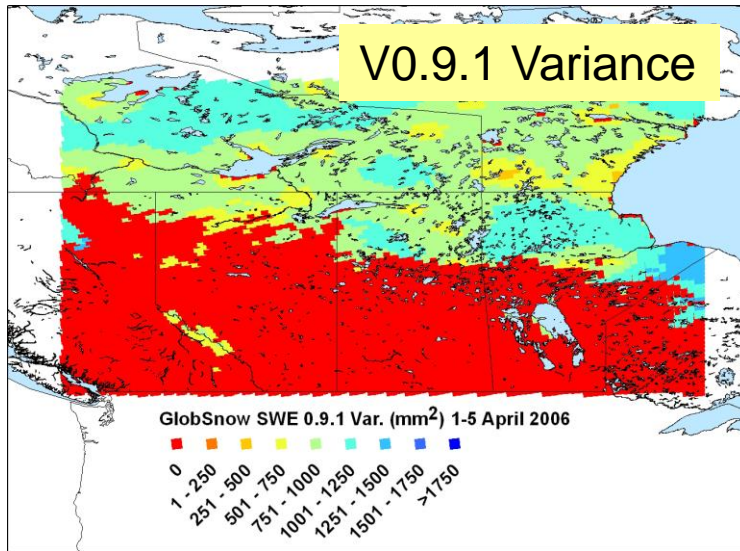 V0.9.1 Variance
GlobSnow SWE 0.9.1 Var. (mm²) 1-5 April 2006
0
1 - 250
251 - 500
501 - 750
751 - 1000
1001 - 1250
1251 - 1500
1501 - 1750
>1750